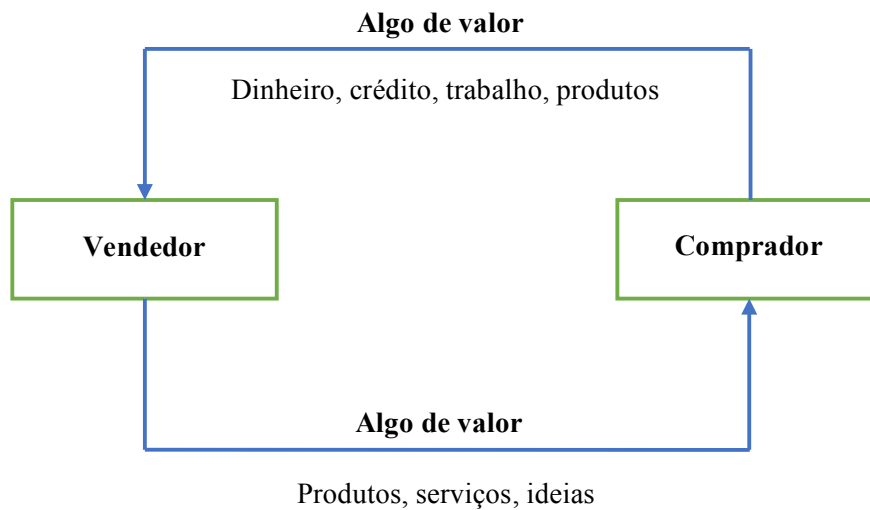 Algo de valor
Dinheiro, crédito, trabalho, produtos
Vendedor
Comprador
Algo de valor
Produtos, serviços, ideias